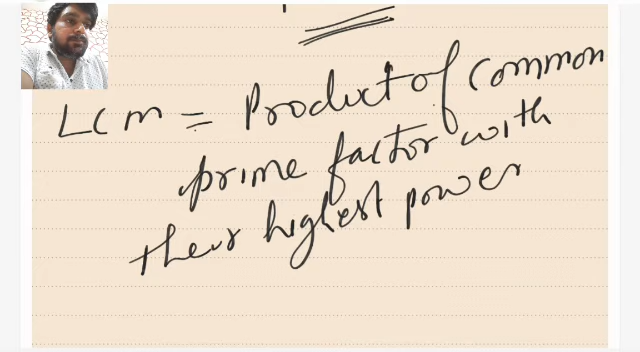 LCM = Product of common
prime factor with
their highest power